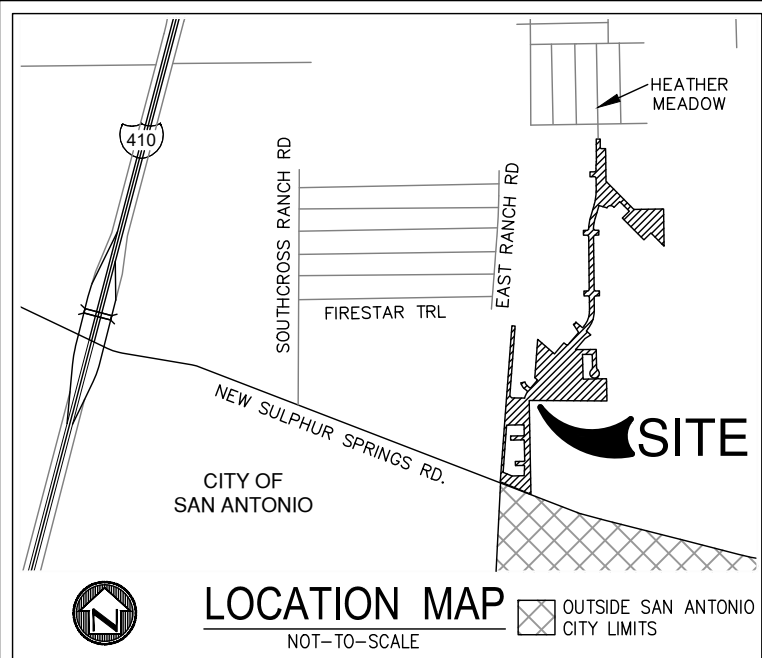 HEATHER
MEADOW
410
SOUTHCROSS RANCH RD
EAST RANCH RD
FIRESTAR TRL
NEW SULPHUR SPRINGS RD.
SITE
CITY OF
SAN ANTONIO
N
LOCATION MAP
NOT-TO-SCALE
OUTSIDE SAN ANTONIO
CITY LIMITS